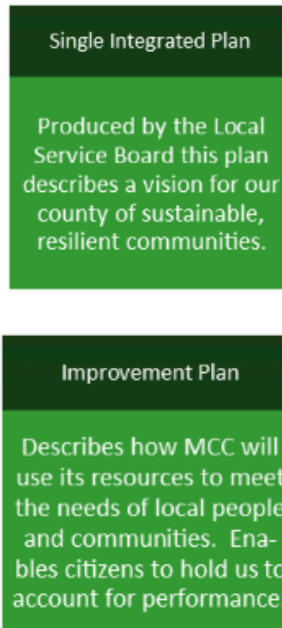 Single Integrated Plan
Produced by the Local
Service Board this plan
describes a vision for our
county of sustainable,
resilient communities.
Improvement Plan
Describes how MCC will
use its resources to meet
the needs of local people
and communities. Ena-
bles citizens to hold us to
account for performance.